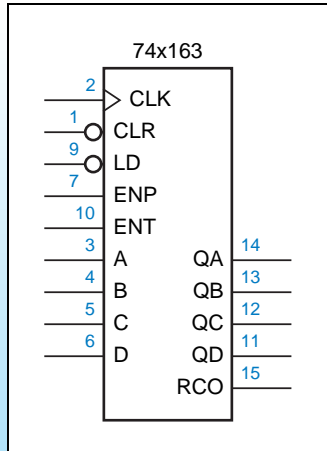 74x163
2 CLK
1 CLR
9 LD
7 ENP
10 ENT
3 A QA 14
4 B QB 13
5 C QC 12
6 D QD 11
RCO 15